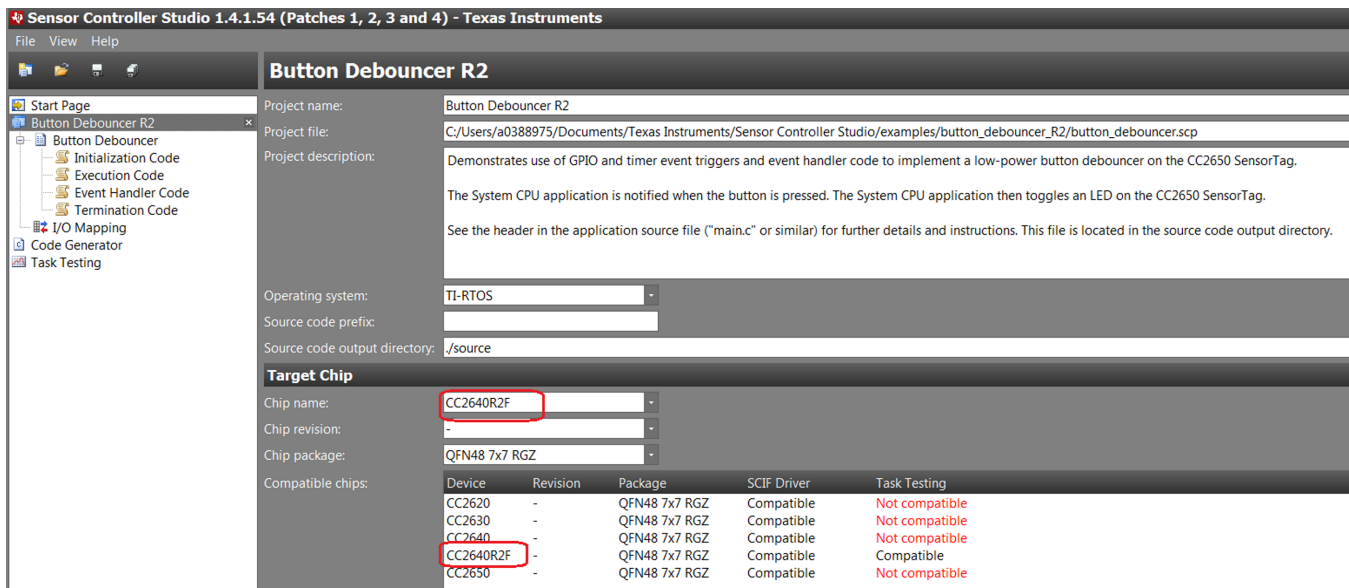 Sensor Controller Studio 1.4.1.54 (Patches 1, 2, 3 and 4) - Texas Instruments
File View Help
Button Debouncer R2
Start Page
Button Debouncer R2
Button Debouncer
Initialization Code
Execution Code
Event Handler Code
Termination Code
I/O Mapping
Code Generator
Task Testing
Project name: Button Debouncer R2
Project file: C:/Users/a0388975/Documents/Texas Instruments/Sensor Controller Studio/examples/button_debouncer_R2/button_debouncer.scp
Project description: Demonstrates use of GPIO and timer event triggers and event handler code to implement a low-power button debouncer on the CC2650 SensorTag.
The System CPU application is notified when the button is pressed. The System CPU application then toggles an LED on the CC2650 SensorTag.
See the header in the application source file ("main.c" or similar) for further details and instructions. This file is located in the source code output directory.
Operating system: TI-RTOS
Source code prefix:
Source code output directory: ./source
Target Chip
Chip name: CC2640R2F
Chip revision: -
Chip package: QFN48 7x7 RGZ
Compatible chips: Device Revision Package SCIF Driver Task Testing
CC2620 - QFN48 7x7 RGZ Compatible Not compatible
CC2630 - QFN48 7x7 RGZ Compatible Not compatible
CC2640 - QFN48 7x7 RGZ Compatible Not compatible
CC2640R2F - QFN48 7x7 RGZ Compatible Compatible
CC2650 - QFN48 7x7 RGZ Compatible Not compatible